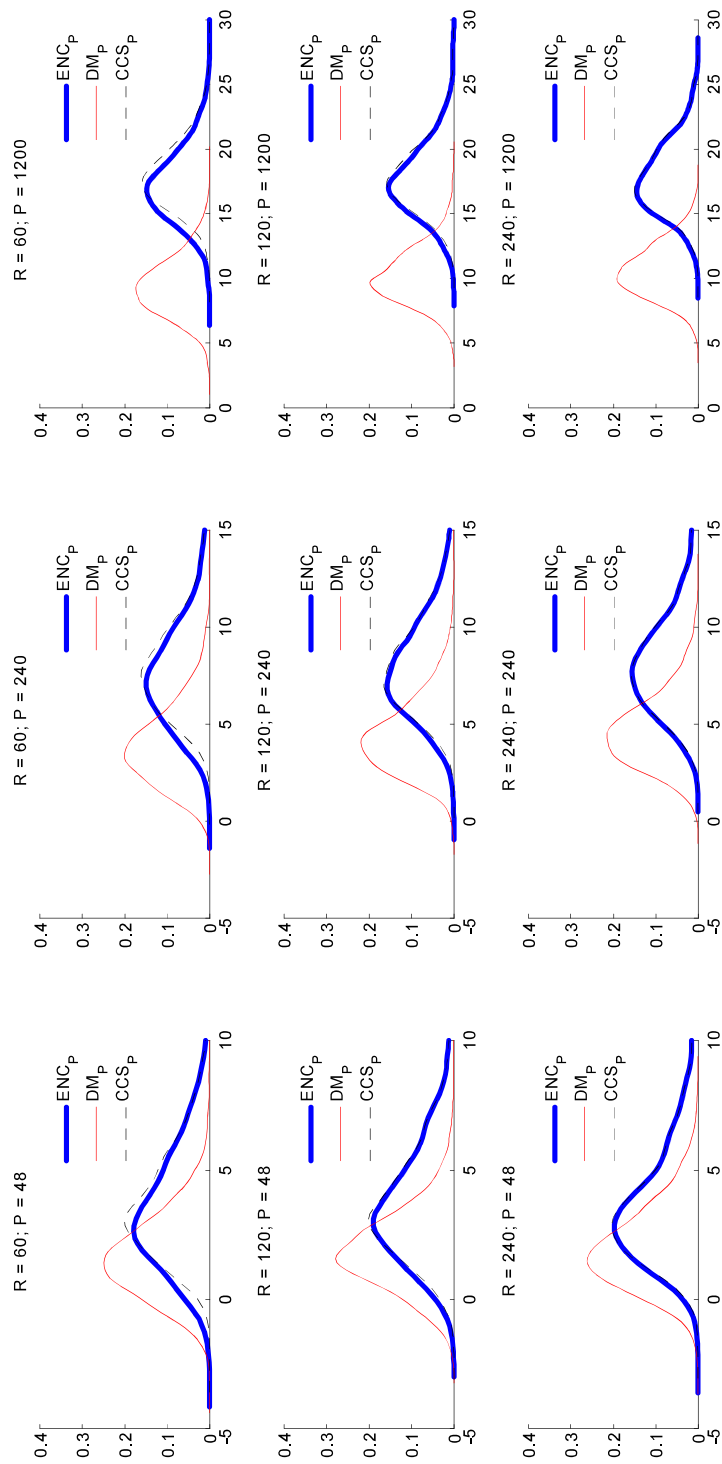 R = 60; P = 48
0.4
0.3
0.2
0.1
0
-5
0
5
10
ENC_P
DM_P
CCS_P
R = 60; P = 240
0.4
0.3
0.2
0.1
0
-5
0
5
10
15
ENC_P
DM_P
CCS_P
R = 60; P = 1200
0.4
0.3
0.2
0.1
0
0
5
10
15
20
25
30
ENC_P
DM_P
CCS_P
R = 120; P = 48
0.4
0.3
0.2
0.1
0
-5
0
5
10
ENC_P
DM_P
CCS_P
R = 120; P = 240
0.4
0.3
0.2
0.1
0
-5
0
5
10
15
ENC_P
DM_P
CCS_P
R = 120; P = 1200
0.4
0.3
0.2
0.1
0
0
5
10
15
20
25
30
ENC_P
DM_P
CCS_P
R = 240; P = 48
0.4
0.3
0.2
0.1
0
-5
0
5
10
ENC_P
DM_P
CCS_P
R = 240; P = 240
0.4
0.3
0.2
0.1
0
-5
0
5
10
15
ENC_P
DM_P
CCS_P
R = 240; P = 1200
0.4
0.3
0.2
0.1
0
0
5
10
15
20
25
30
ENC_P
DM_P
CCS_P